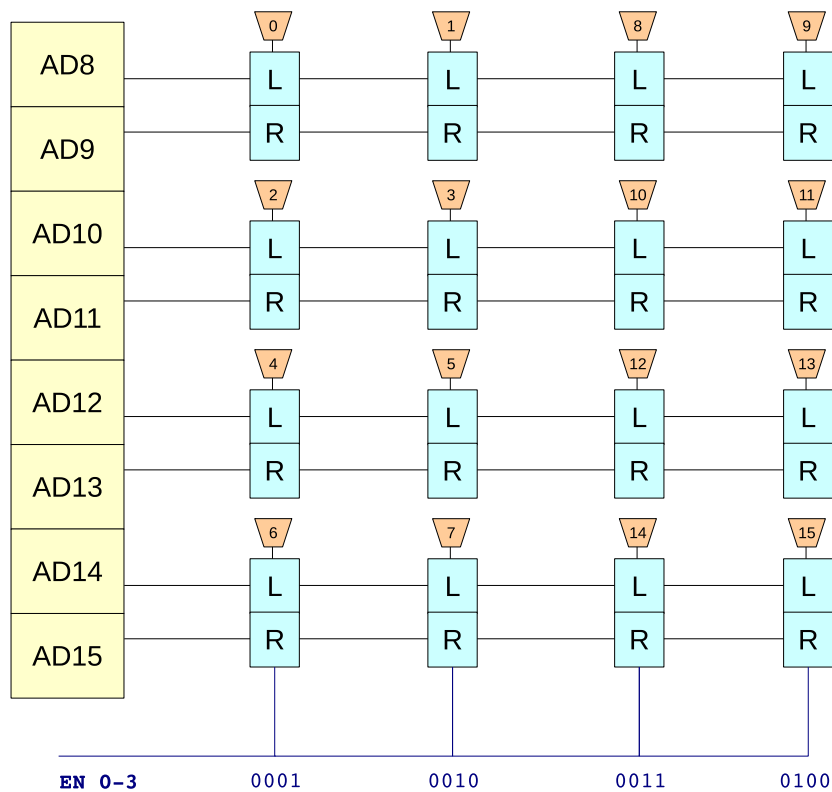 0 1 8 9
AD8 L L L L
AD9 R R R R
2 3 10 11
AD10 L L L L
AD11 R R R R
4 5 12 13
AD12 L L L L
AD13 R R R R
6 7 14 15
AD14 L L L L
AD15 R R R R
EN 0-3 0001 0010 0011 0100